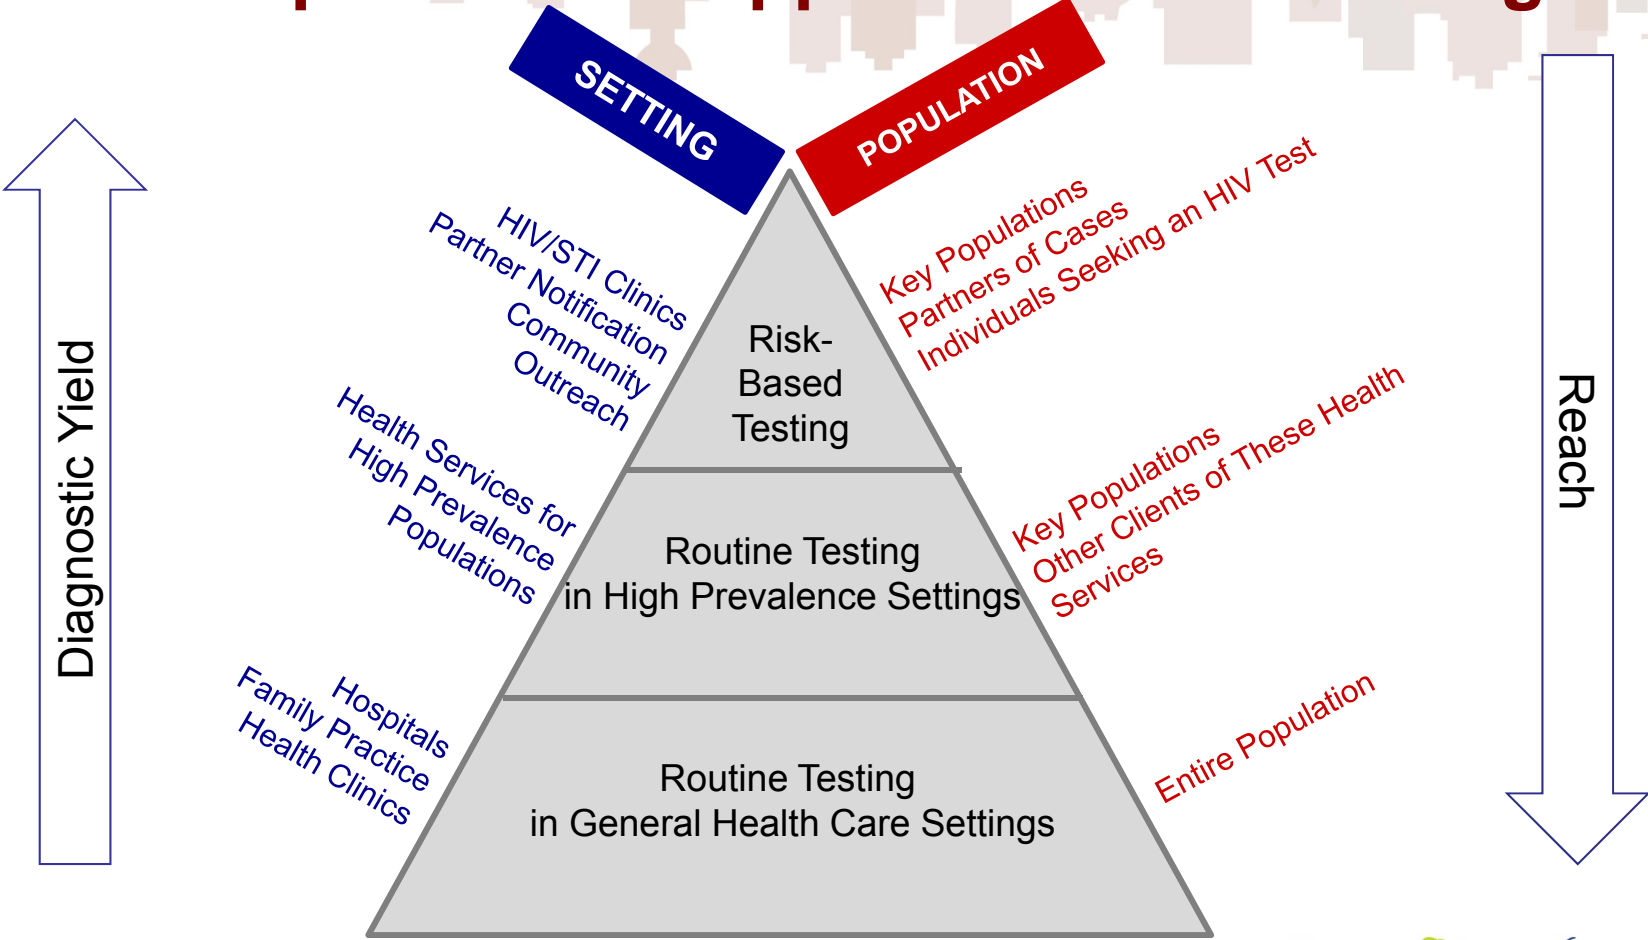 SETTING
POPULATION
HIV/STI Clinics
Partner Notification
Community
Outreach
Key Populations
Partners of Cases
Individuals Seeking an HIV Test
Risk-
Based
Testing
Diagnostic Yield
Reach
Health Services for
High Prevalence
Populations
Key Populations
Other Clients of These Health
Services
Routine Testing
in High Prevalence Settings
Hospitals
Family Practice
Health Clinics
Entire Population
Routine Testing
in General Health Care Settings